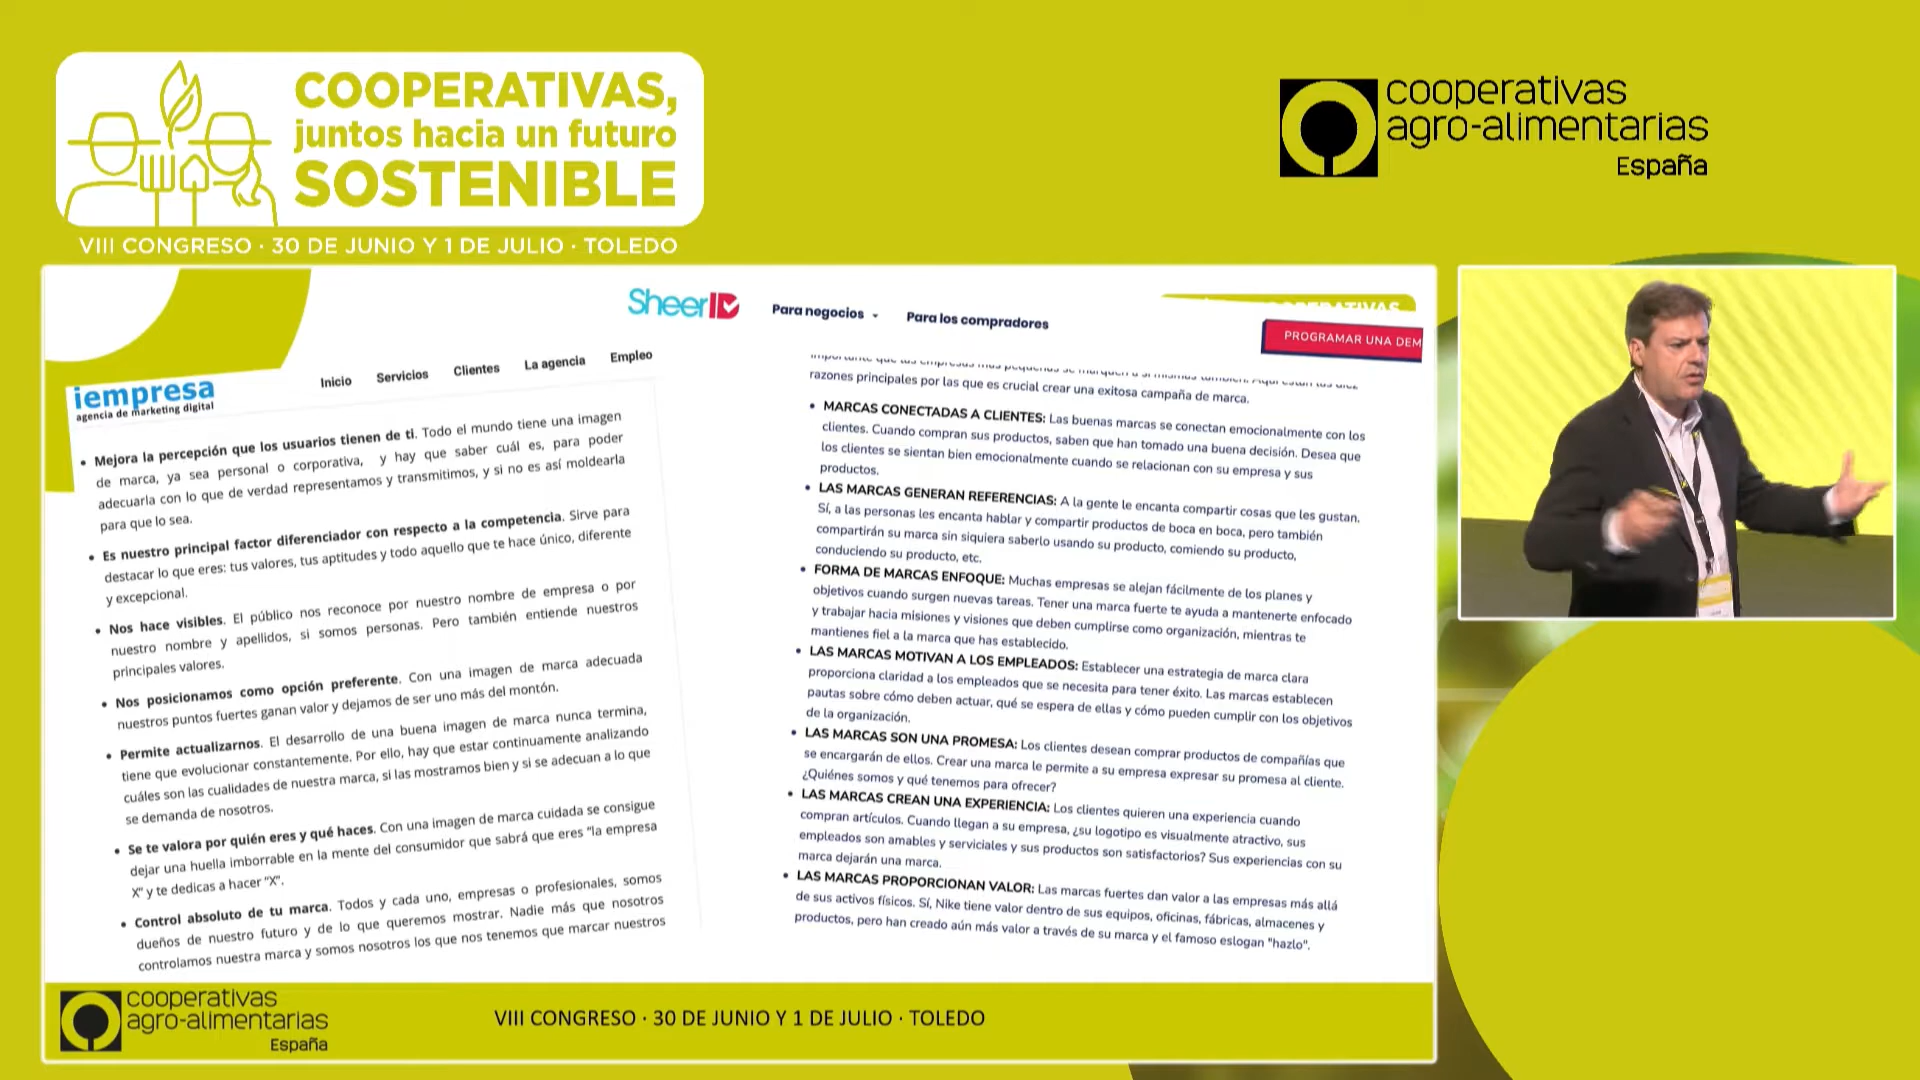 COOPERATIVAS,
juntos hacia un futuro
SOSTENIBLE
VIII CONGRESO · 30 DE JUNIO Y 1 DE JULIO · TOLEDO
cooperativas
agro-alimentarias
España
iempresa
agencia de marketing digital
Inicio Servicios Clientes La agencia Empleo
• Mejora la percepción que los usuarios tienen de ti. Todo el mundo tiene una imagen
de marca, ya sea personal o corporativa, y hay que saber cuál es, para poder
adecuarla con lo que de verdad representamos y transmitimos, y si no es así moldearla
para que lo sea.
• Es nuestro principal factor diferenciador con respecto a la competencia. Sirve para
destacar lo que eres: tus valores, tus aptitudes y todo aquello que te hace único, diferente
y excepcional.
• Nos hace visibles. El público nos reconoce por nuestro nombre de empresa o por
nuestro nombre y apellidos, si somos personas. Pero también entiende nuestros
principales valores.
• Nos posicionamos como opción preferente. Con una imagen de marca adecuada
nuestros puntos fuertes ganan valor y dejamos de ser uno más del montón.
• Permite actualizarnos. El desarrollo de una buena imagen de marca nunca termina,
tiene que evolucionar constantemente. Por ello, hay que estar continuamente analizando
cuáles son las cualidades de nuestra marca, si las mostramos bien y si se adecuan a lo que
se demanda de nosotros.
• Se te valora por quién eres y qué haces. Con una imagen de marca cuidada se consigue
dejar una huella imborrable en la mente del consumidor que sabrá que eres "la empresa
X" y te dedicas a hacer "X".
• Control absoluto de tu marca. Todos y cada uno, empresas o profesionales, somos
dueños de nuestro futuro y de lo que queremos mostrar. Nadie más que nosotros
controlamos nuestra marca y somos nosotros los que nos tenemos que marcar nuestros
SheerID
Para negocios Para los compradores
COOPERATIVAS
PROGRAMAR UNA DEM
importante que las empresas más pequeñas se marquen a sí mismas también. Aquí están las diez
razones principales por las que es crucial crear una exitosa campaña de marca.
• MARCAS CONECTADAS A CLIENTES: Las buenas marcas se conectan emocionalmente con los
clientes. Cuando compran sus productos, saben que han tomado una buena decisión. Desea que
los clientes se sientan bien emocionalmente cuando se relacionan con su empresa y sus
productos.
• LAS MARCAS GENERAN REFERENCIAS: A la gente le encanta compartir cosas que les gustan.
Sí, a las personas les encanta hablar y compartir productos de boca en boca, pero también
compartirán su marca sin siquiera saberlo usando su producto, comiendo su producto,
conduciendo su producto, etc.
• FORMA DE MARCAS ENFOQUE: Muchas empresas se alejan fácilmente de los planes y
objetivos cuando surgen nuevas tareas. Tener una marca fuerte te ayuda a mantenerte enfocado
y trabajar hacia misiones y visiones que deben cumplirse como organización, mientras te
mantienes fiel a la marca que has establecido.
• LAS MARCAS MOTIVAN A LOS EMPLEADOS: Establecer una estrategia de marca clara
proporciona claridad a los empleados que se necesita para tener éxito. Las marcas establecen
pautas sobre cómo deben actuar, qué se espera de ellas y cómo pueden cumplir con los objetivos
de la organización.
• LAS MARCAS SON UNA PROMESA: Los clientes desean comprar productos de compañías que
se encargarán de ellos. Crear una marca le permite a su empresa expresar su promesa al cliente.
¿Quiénes somos y qué tenemos para ofrecer?
• LAS MARCAS CREAN UNA EXPERIENCIA: Los clientes quieren una experiencia cuando
compran artículos. Cuando llegan a su empresa, ¿su logotipo es visualmente atractivo, sus
empleados son amables y serviciales y sus productos son satisfactorios? Sus experiencias con su
marca dejarán una marca.
• LAS MARCAS PROPORCIONAN VALOR: Las marcas fuertes dan valor a las empresas más allá
de sus activos físicos. Sí, Nike tiene valor dentro de sus equipos, oficinas, fábricas, almacenes y
productos, pero han creado aún más valor a través de su marca y el famoso eslogan "hazlo".
cooperativas
agro-alimentarias
España
VIII CONGRESO · 30 DE JUNIO Y 1 DE JULIO · TOLEDO